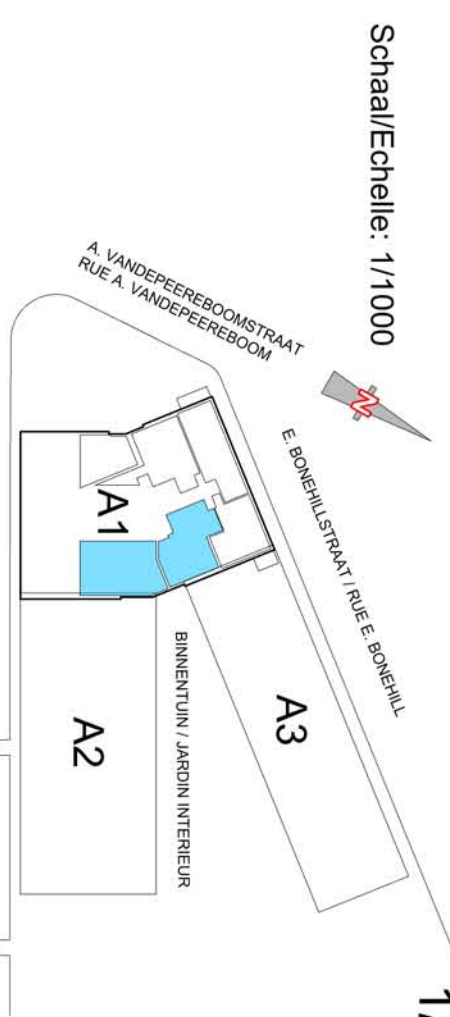 Schaal/Echelle: 1/1000
A. VANDEPEEREBOOMSTRAAT
RUE A. VANDEPEEREBOOM
N
E. BONEHILLSTRAAT / RUE E. BONEHILL
A1
A3
BINNENTUIN / JARDIN INTERIEUR
A2